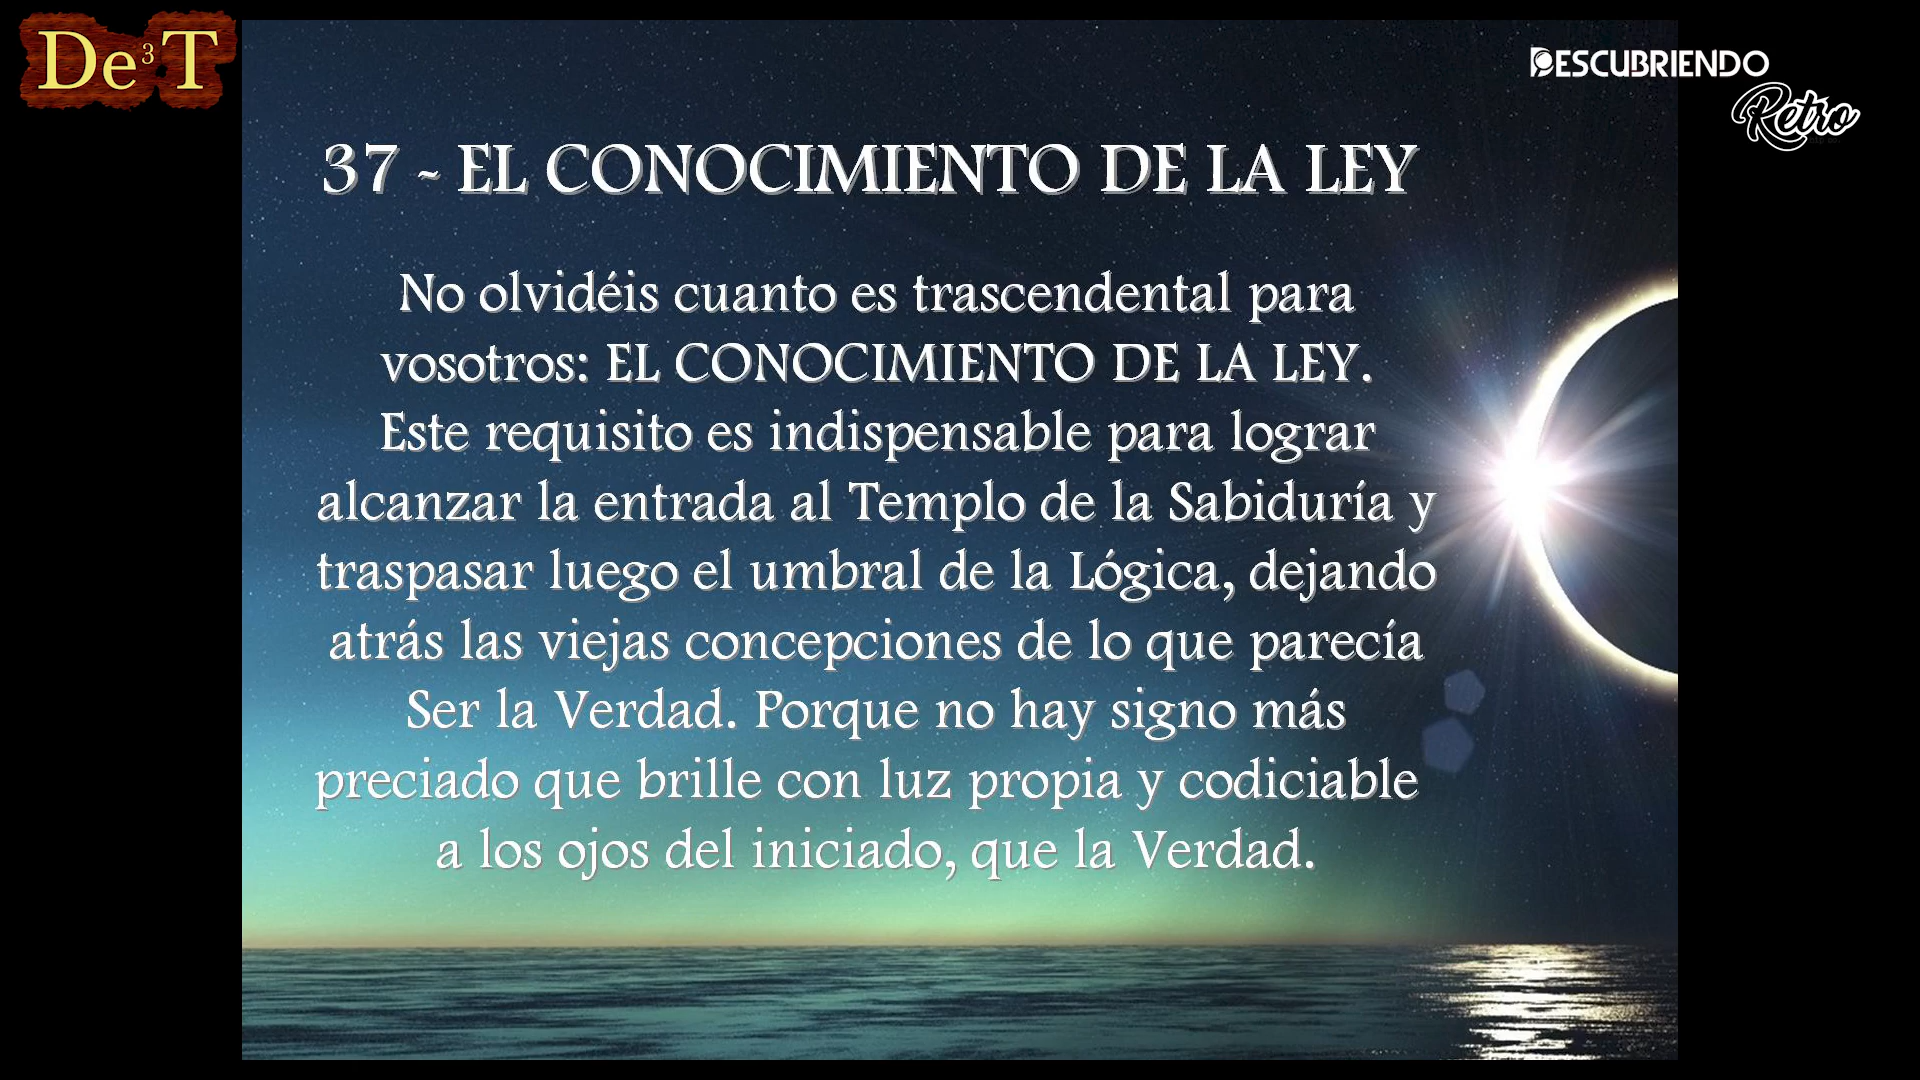 De³T
DESCUBRIENDO
Retro
37 - EL CONOCIMIENTO DE LA LEY
No olvidéis cuanto es trascendental para
vosotros: EL CONOCIMIENTO DE LA LEY.
Este requisito es indispensable para lograr
alcanzar la entrada al Templo de la Sabiduría y
traspasar luego el umbral de la Lógica, dejando
atrás las viejas concepciones de lo que parecía
Ser la Verdad. Porque no hay signo más
preciado que brille con luz propia y codiciable
a los ojos del iniciado, que la Verdad.